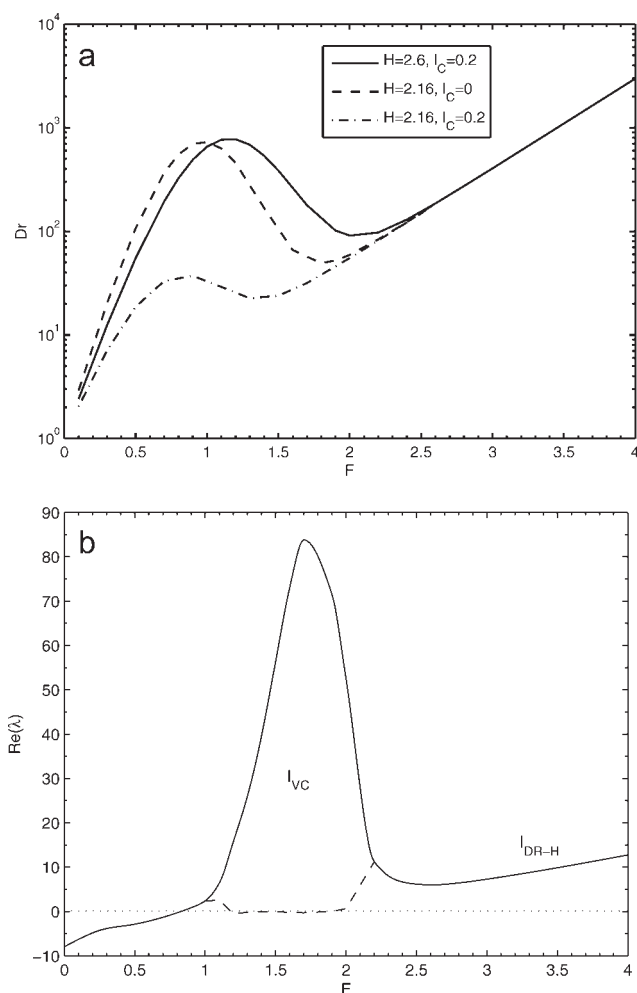 a
10^4
10^3
10^2
10^1
10^0
Dr
H=2.6, I_C=0.2
H=2.16, I_C=0
H=2.16, I_C=0.2
0 0.5 1 1.5 2 2.5 3 3.5 4
F
b
90
80
70
60
50
40
30
20
10
0
−10
Re(λ)
I_VC
I_DR−H
0 0.5 1 1.5 2 2.5 3 3.5 4
F